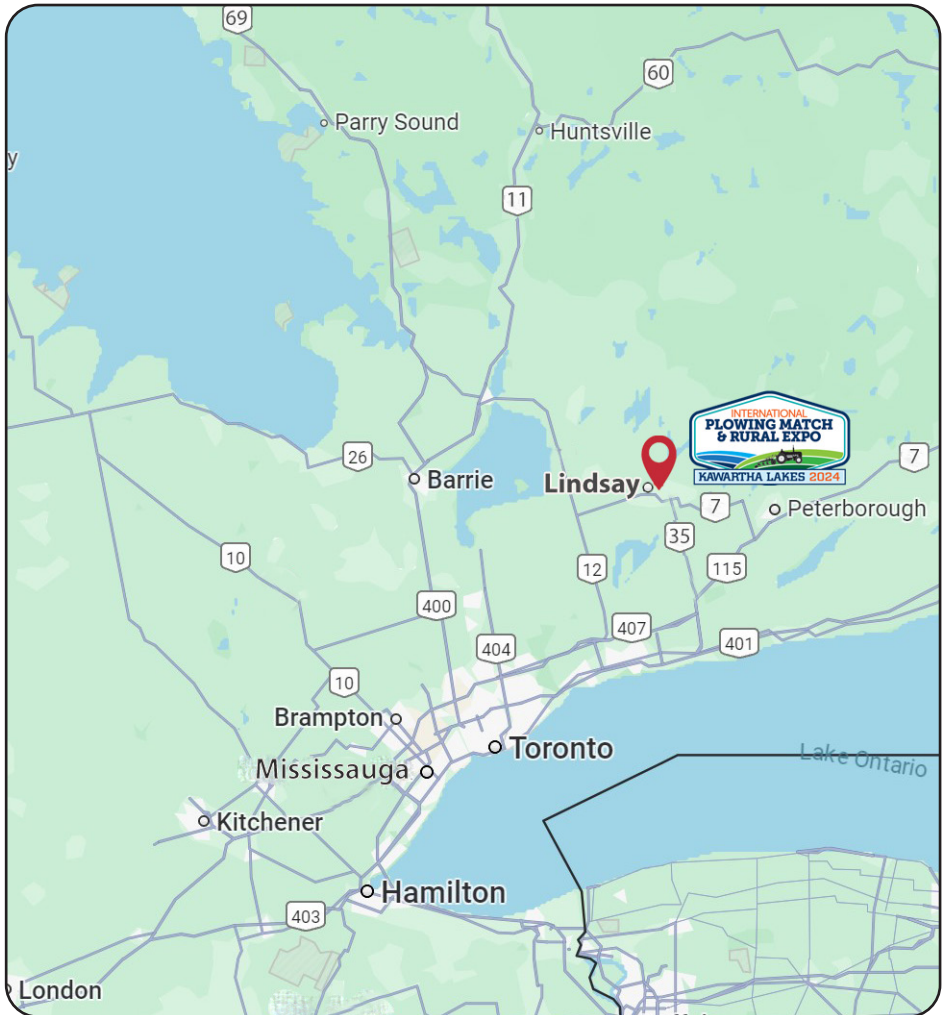 69
60
Parry Sound
Huntsville
y
11
INTERNATIONAL
PLOWING MATCH
& RURAL EXPO
KAWARTHA LAKES 2024
26
7
Barrie
Lindsay
7
Peterborough
35
10
12
115
400
407
404
401
10
Brampton
Toronto
Lake Ontario
Mississauga
Kitchener
Hamilton
403
London